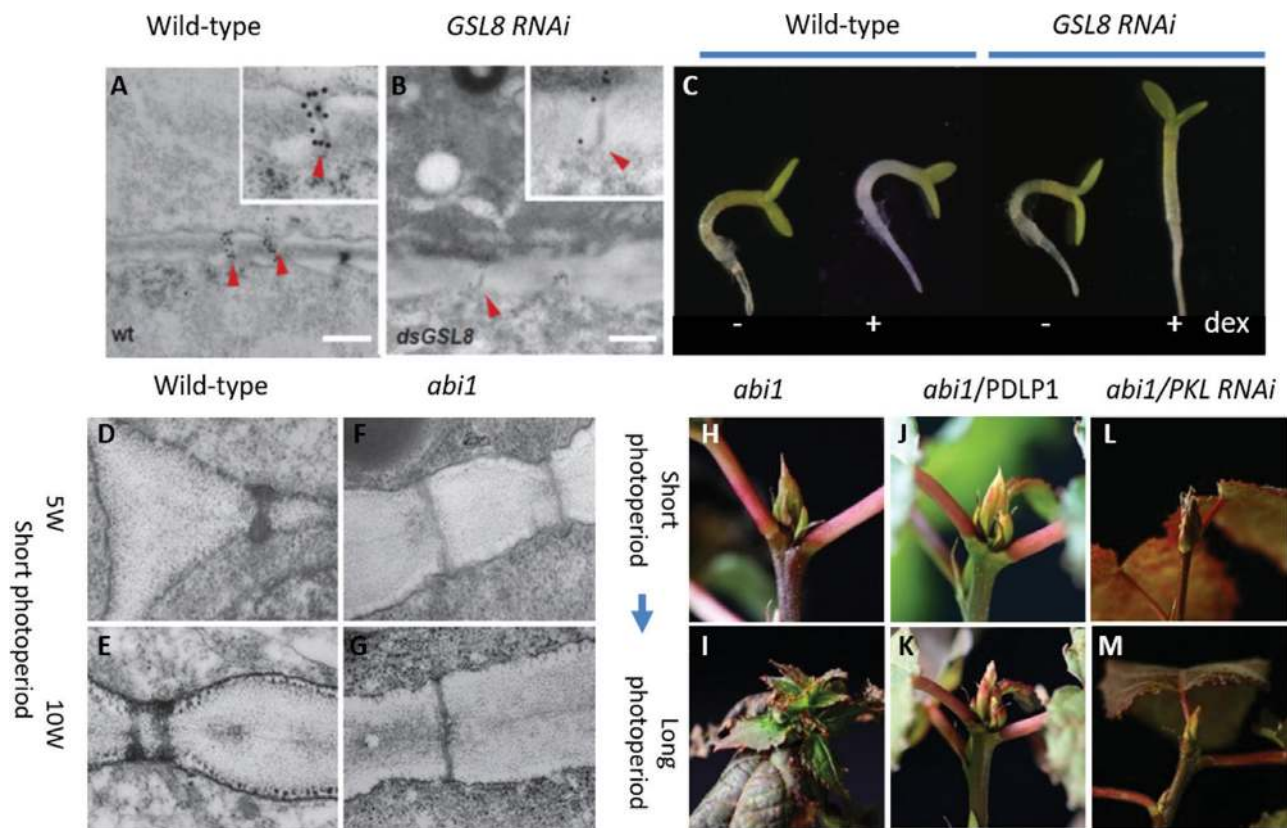 Wild-type GSL8 RNAi Wild-type GSL8 RNAi
A B C
wt dsGSL8 - + - + dex
Wild-type abi1 abi1 abi1/PDLP1 abi1/PKL RNAi
D F H J L
5W
Short photoperiod
Short photoperiod
E G I K M
10W
Long photoperiod